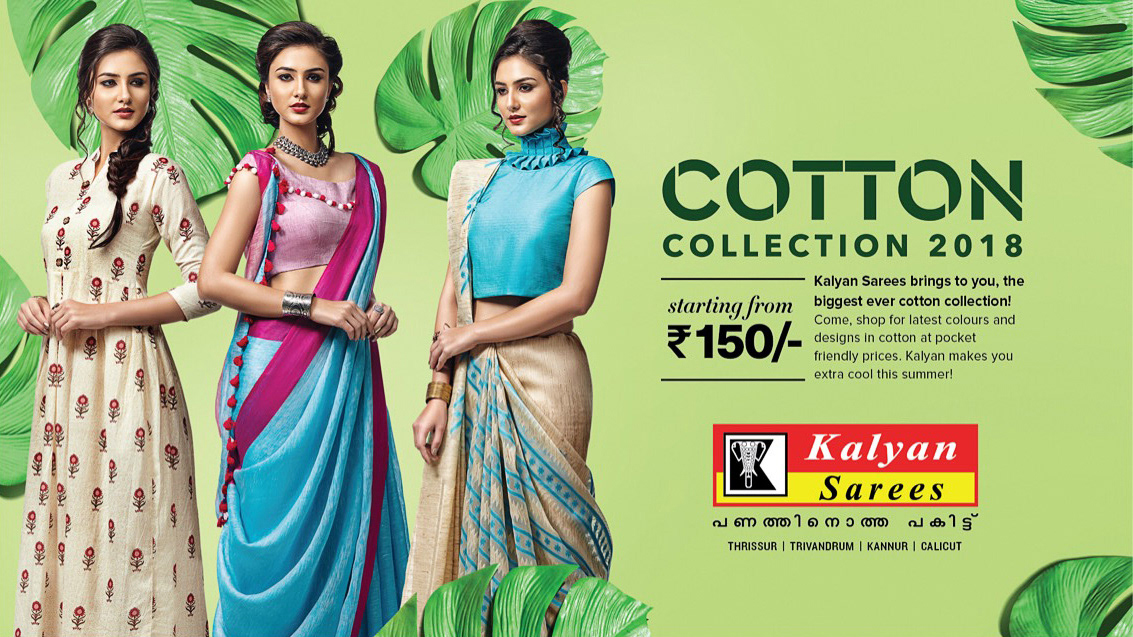 COTTON
COLLECTION 2018
starting from
₹150/-
Kalyan Sarees brings to you, the
biggest ever cotton collection!
Come, shop for latest colours and
designs in cotton at pocket
friendly prices. Kalyan makes you
extra cool this summer!
Kalyan
Sarees
പണത്തിനൊത്ത പകിട്ട്
THRISSUR | TRIVANDRUM | KANNUR | CALICUT